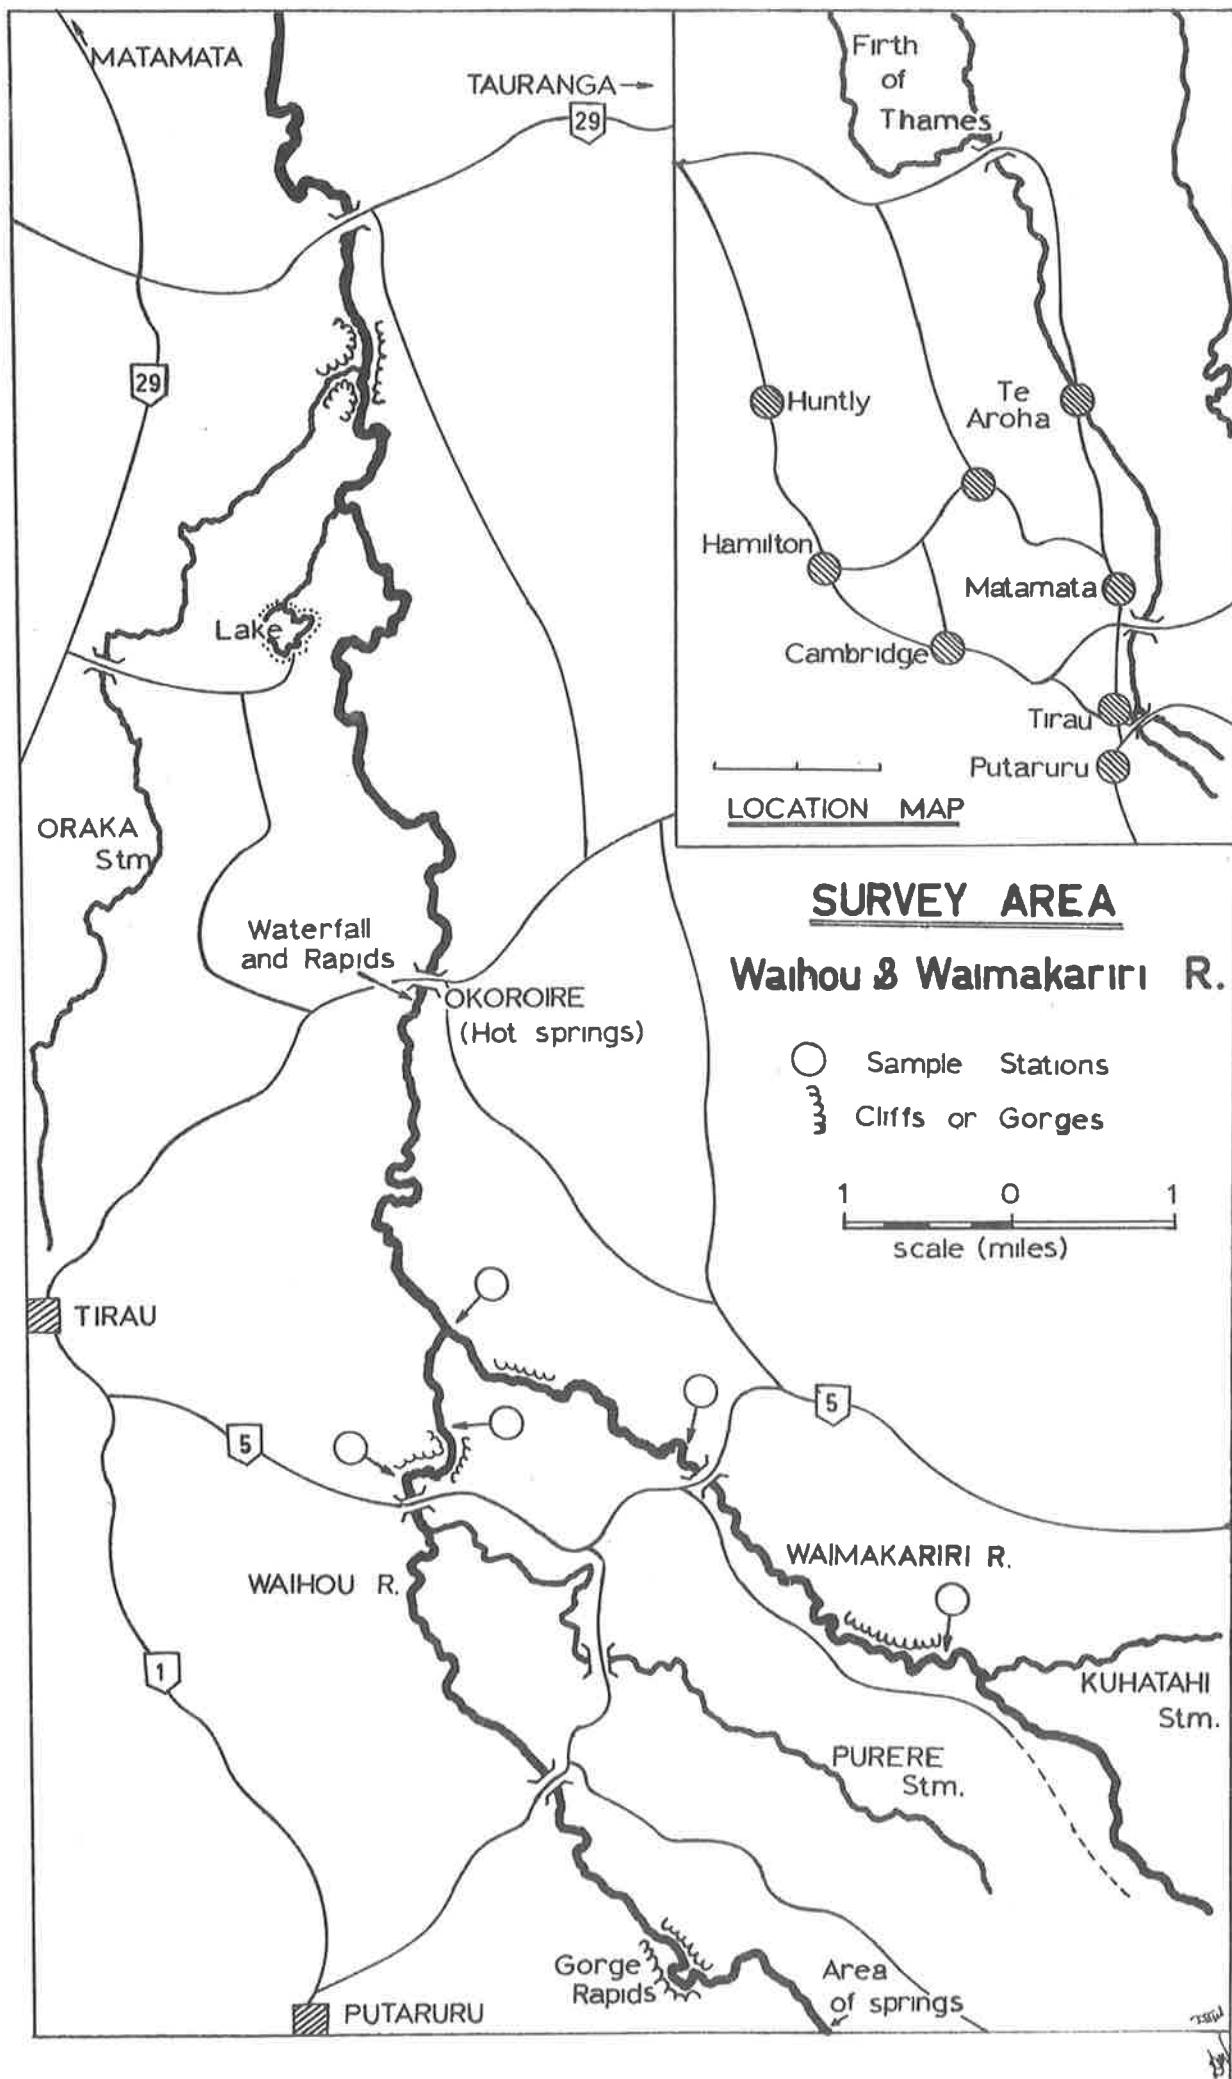 MATAMATA
TAURANGA
29
29
Lake
ORAKA
Stm
Waterfall
and Rapids
OKOROIRE
(Hot springs)
TIRAU
5
5
WAIHOU R.
WAIMAKARIRI R.
1
KUHATAHI
Stm.
PURERE
Stm.
Gorge
Rapids
Area
of springs
PUTARURU
Firth
of
Thames
Huntly
Te
Aroha
Hamilton
Matamata
Cambridge
Tirau
Putaruru
LOCATION MAP
SURVEY AREA
Waihou & Waimakariri R.
Sample Stations
Cliffs or Gorges
1 0 1
scale (miles)